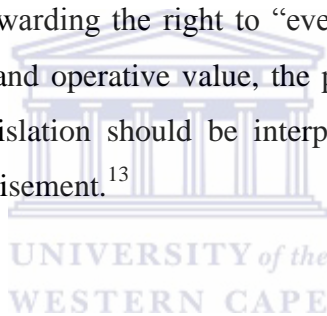 warding the right to “eve
and operative value, the p
islation should be interp
isement.13
UNIVERSITY of the
WESTERN CAPE